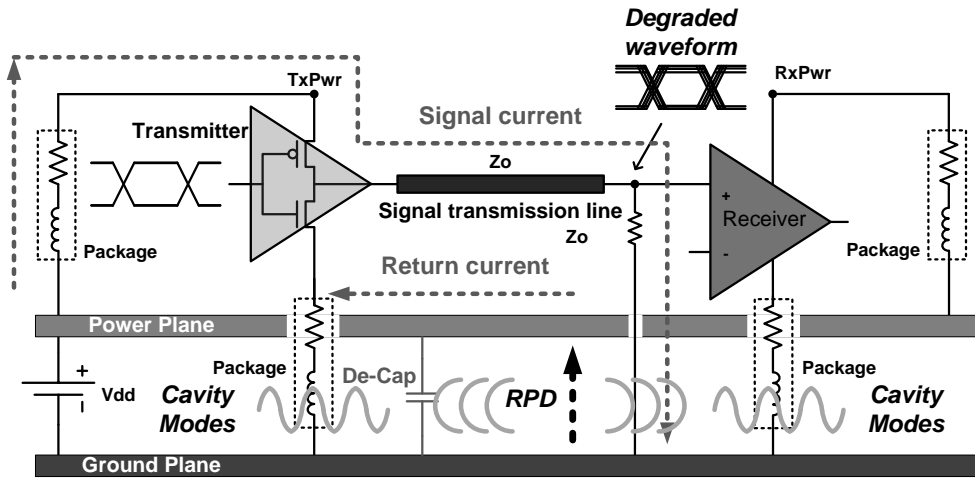 Degraded
waveform
TxPwr
RxPwr
Transmitter
Signal current
Zo
Signal transmission line
Zo
+
Receiver
-
Package
Package
Return current
Power Plane
+
Vdd
Package
De-Cap
Package
Cavity
Modes
RPD
Cavity
Modes
Ground Plane